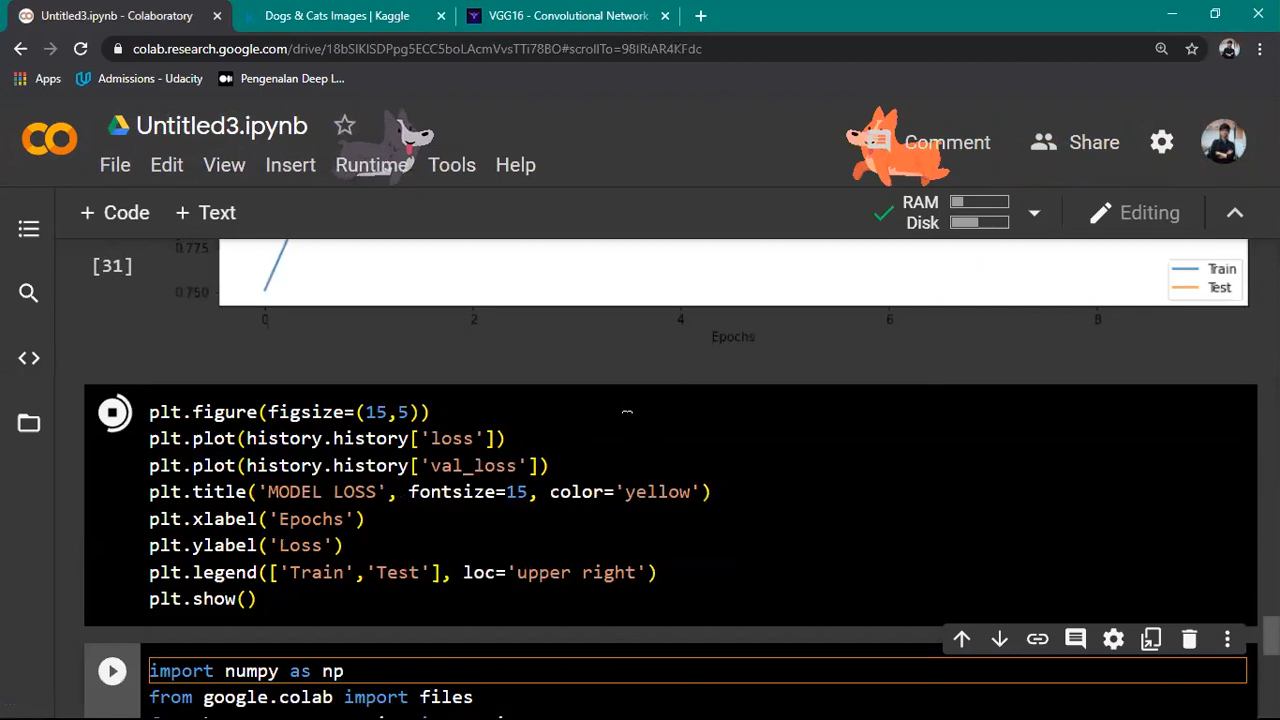 Untitled3.ipynb - Colaboratory
Dogs & Cats Images | Kaggle
VGG16 - Convolutional Network
colab.research.google.com/drive/18bSIKISDPpg5ECC5boLAcmVvsTTi78BO#scrollTo=98IRiAR4KFdc
Apps
Admissions - Udacity
Pengenalan Deep L...
Untitled3.ipynb
File Edit View Insert Runtime Tools Help
Comment
Share
+ Code + Text
RAM
Disk
Editing
0.775
[31]
0.750
Train
Test
0 2 4 6 8
Epochs
plt.figure(figsize=(15,5))
plt.plot(history.history['loss'])
plt.plot(history.history['val_loss'])
plt.title('MODEL LOSS', fontsize=15, color='yellow')
plt.xlabel('Epochs')
plt.ylabel('Loss')
plt.legend(['Train','Test'], loc='upper right')
plt.show()
import numpy as np
from google.colab import files